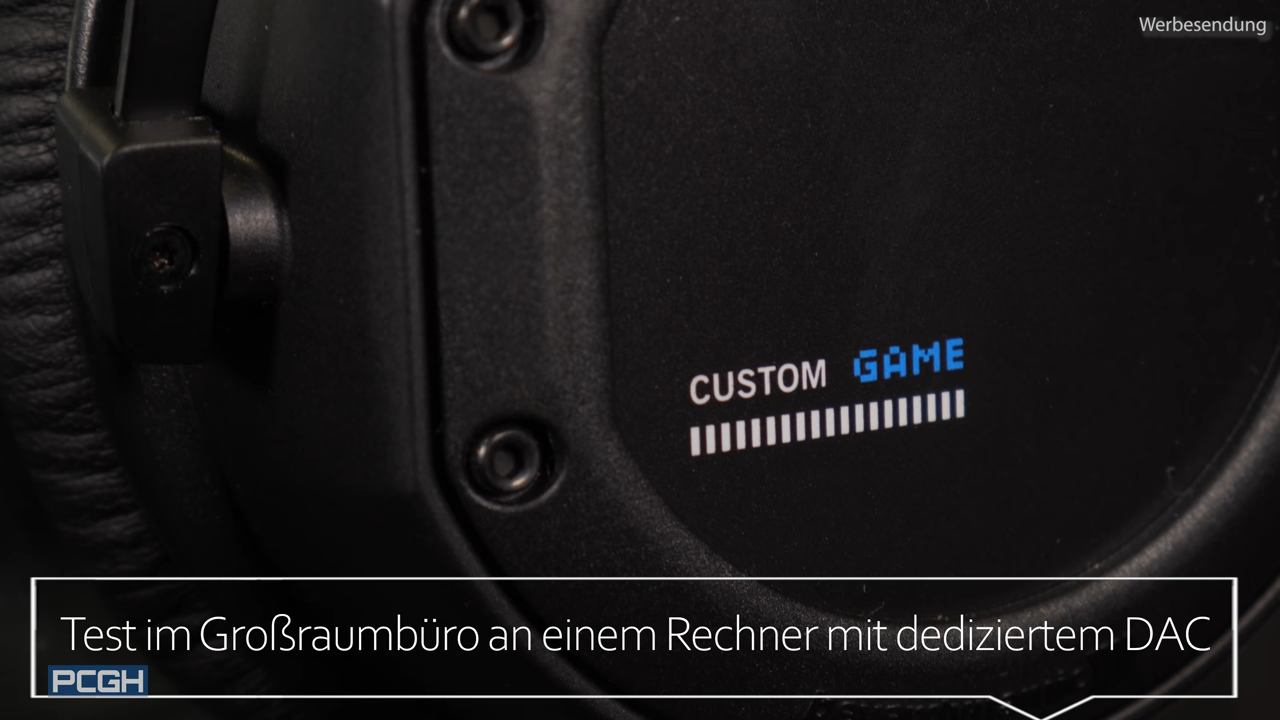 Werbesendung
CUSTOM GAME
Test im Großraumbüro an einem Rechner mit dediziertem DAC
PCGH